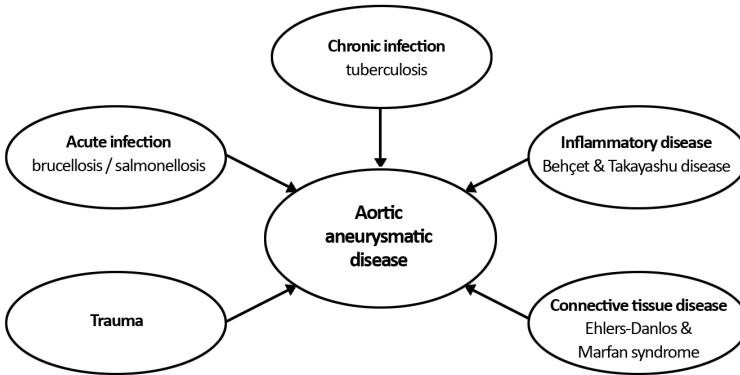 Chronic infection
tuberculosis
Acute infection
brucellosis / salmonellosis
Inflammatory disease
Behçet & Takayashu disease
Aortic
aneurysmatic
disease
Trauma
Connective tissue disease
Ehlers-Danlos &
Marfan syndrome